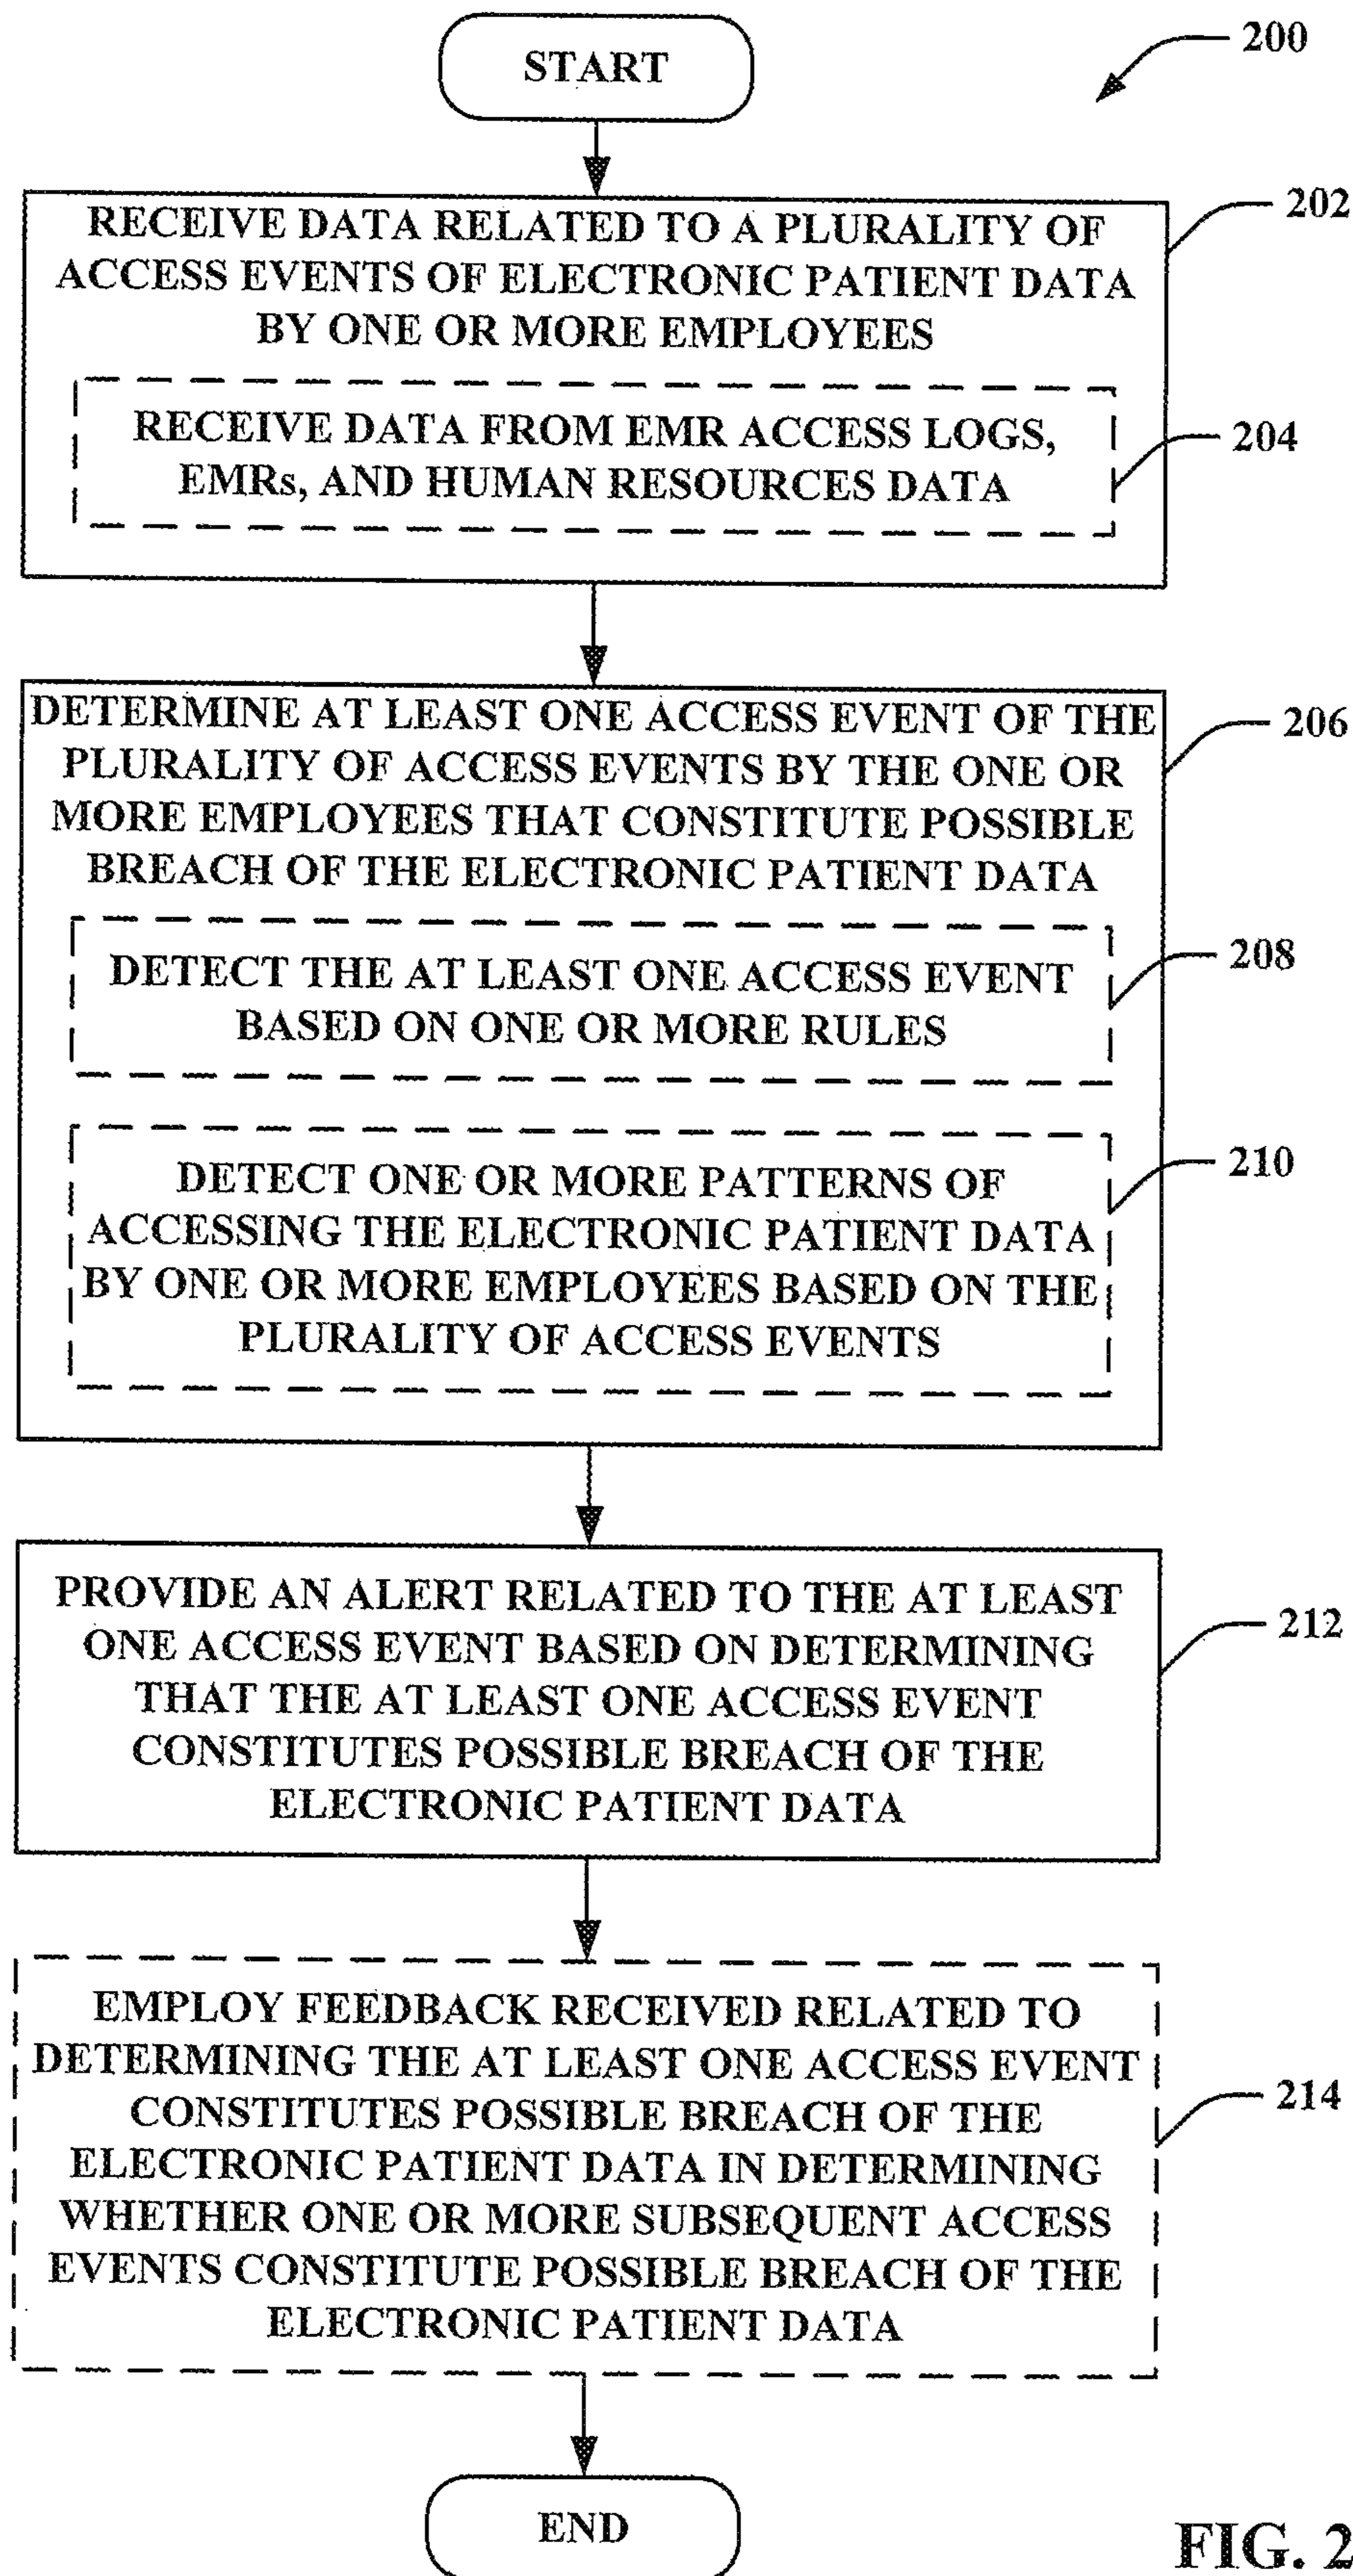 START
200
RECEIVE DATA RELATED TO A PLURALITY OF
ACCESS EVENTS OF ELECTRONIC PATIENT DATA
BY ONE OR MORE EMPLOYEES
202
RECEIVE DATA FROM EMR ACCESS LOGS,
EMRs, AND HUMAN RESOURCES DATA
204
DETERMINE AT LEAST ONE ACCESS EVENT OF THE
PLURALITY OF ACCESS EVENTS BY THE ONE OR
MORE EMPLOYEES THAT CONSTITUTE POSSIBLE
BREACH OF THE ELECTRONIC PATIENT DATA
206
DETECT THE AT LEAST ONE ACCESS EVENT
BASED ON ONE OR MORE RULES
208
DETECT ONE OR MORE PATTERNS OF
ACCESSING THE ELECTRONIC PATIENT DATA
BY ONE OR MORE EMPLOYEES BASED ON THE
PLURALITY OF ACCESS EVENTS
210
PROVIDE AN ALERT RELATED TO THE AT LEAST
ONE ACCESS EVENT BASED ON DETERMINING
THAT THE AT LEAST ONE ACCESS EVENT
CONSTITUTES POSSIBLE BREACH OF THE
ELECTRONIC PATIENT DATA
212
EMPLOY FEEDBACK RECEIVED RELATED TO
DETERMINING THE AT LEAST ONE ACCESS EVENT
CONSTITUTES POSSIBLE BREACH OF THE
ELECTRONIC PATIENT DATA IN DETERMINING
WHETHER ONE OR MORE SUBSEQUENT ACCESS
EVENTS CONSTITUTE POSSIBLE BREACH OF THE
ELECTRONIC PATIENT DATA
214
END
FIG. 2